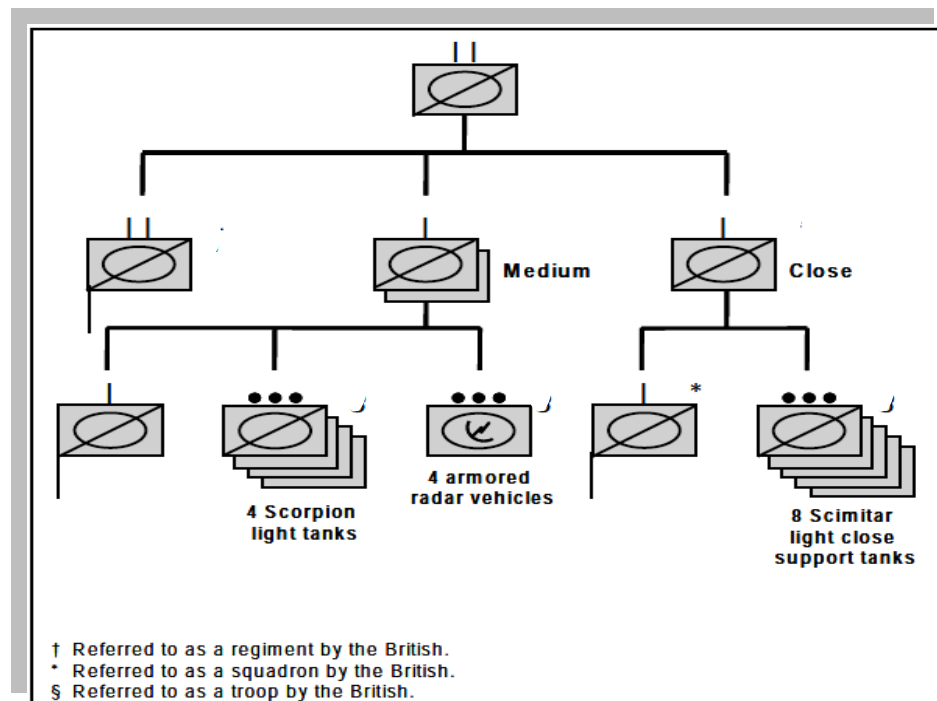 Medium
Close
*
4 Scorpion
light tanks
4 armored
radar vehicles
8 Scimitar
light close
support tanks
† Referred to as a regiment by the British.
* Referred to as a squadron by the British.
§ Referred to as a troop by the British.